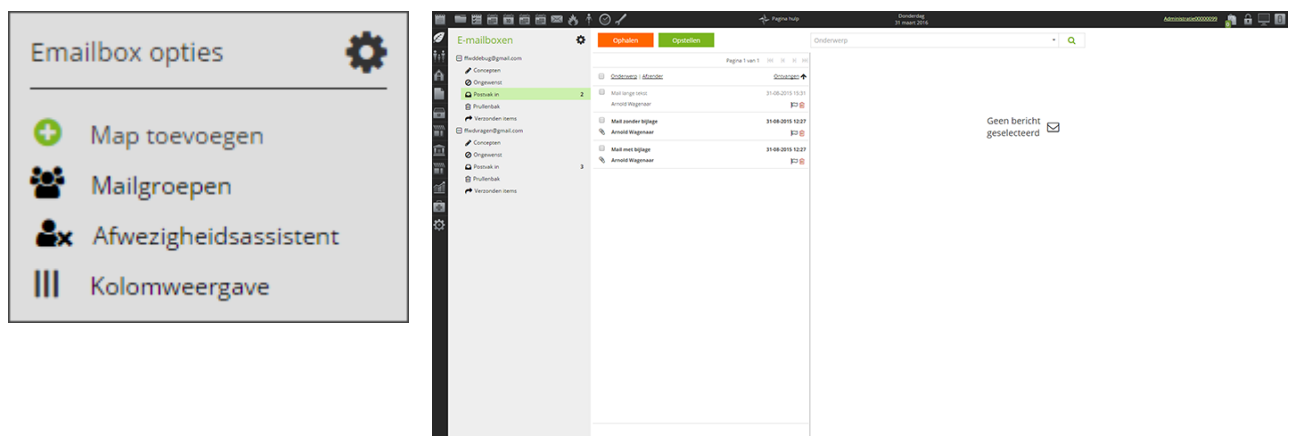 Emailbox opties
Map toevoegen
Mailgroepen
Afwezigheidsassistent
Kolomweergave
Pagina hulp
Donderdag
31 maart 2016
Administratie00000099
E-mailboxen
ffwddebug@gmail.com
Concepten
Ongewenst
Postvak in 2
Prullenbak
Verzonden items
ffwdvragen@gmail.com
Concepten
Ongewenst
Postvak in 3
Prullenbak
Verzonden items
Ophalen Opstellen
Pagina 1 van 1
Onderwerp | Afzender Ontvangen
Mail lange tekst 31-08-2015 15:31
Arnold Wagenaar
Mail zonder bijlage 31-08-2015 12:27
Arnold Wagenaar
Mail met bijlage 31-08-2015 12:27
Arnold Wagenaar
Onderwerp
Geen bericht
geselecteerd